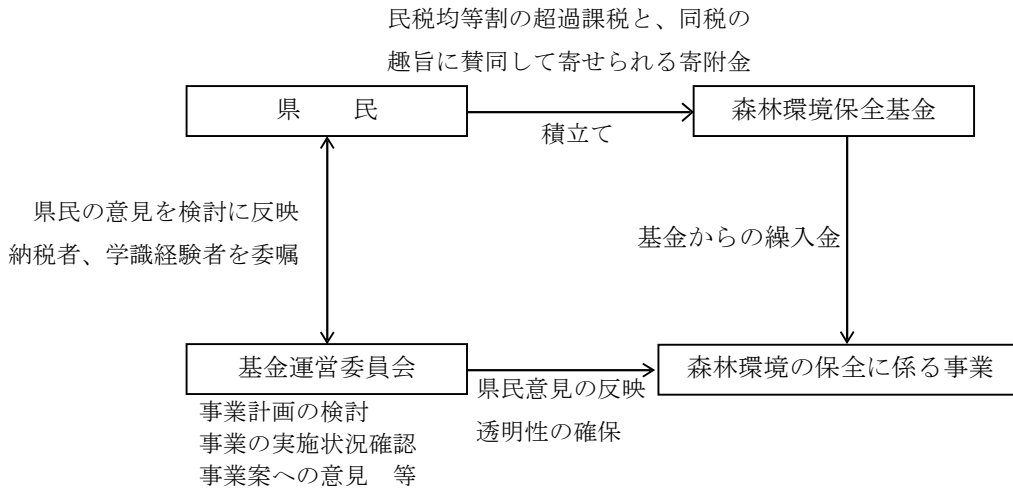 民税均等割の超過課税と、同税の
趣旨に賛同して寄せられる寄附金
県　　民
森林環境保全基金
積立て
県民の意見を検討に反映
納税者、学識経験者を委嘱
基金からの繰入金
基金運営委員会
森林環境の保全に係る事業
県民意見の反映
透明性の確保
事業計画の検討
事業の実施状況確認
事業案への意見　等